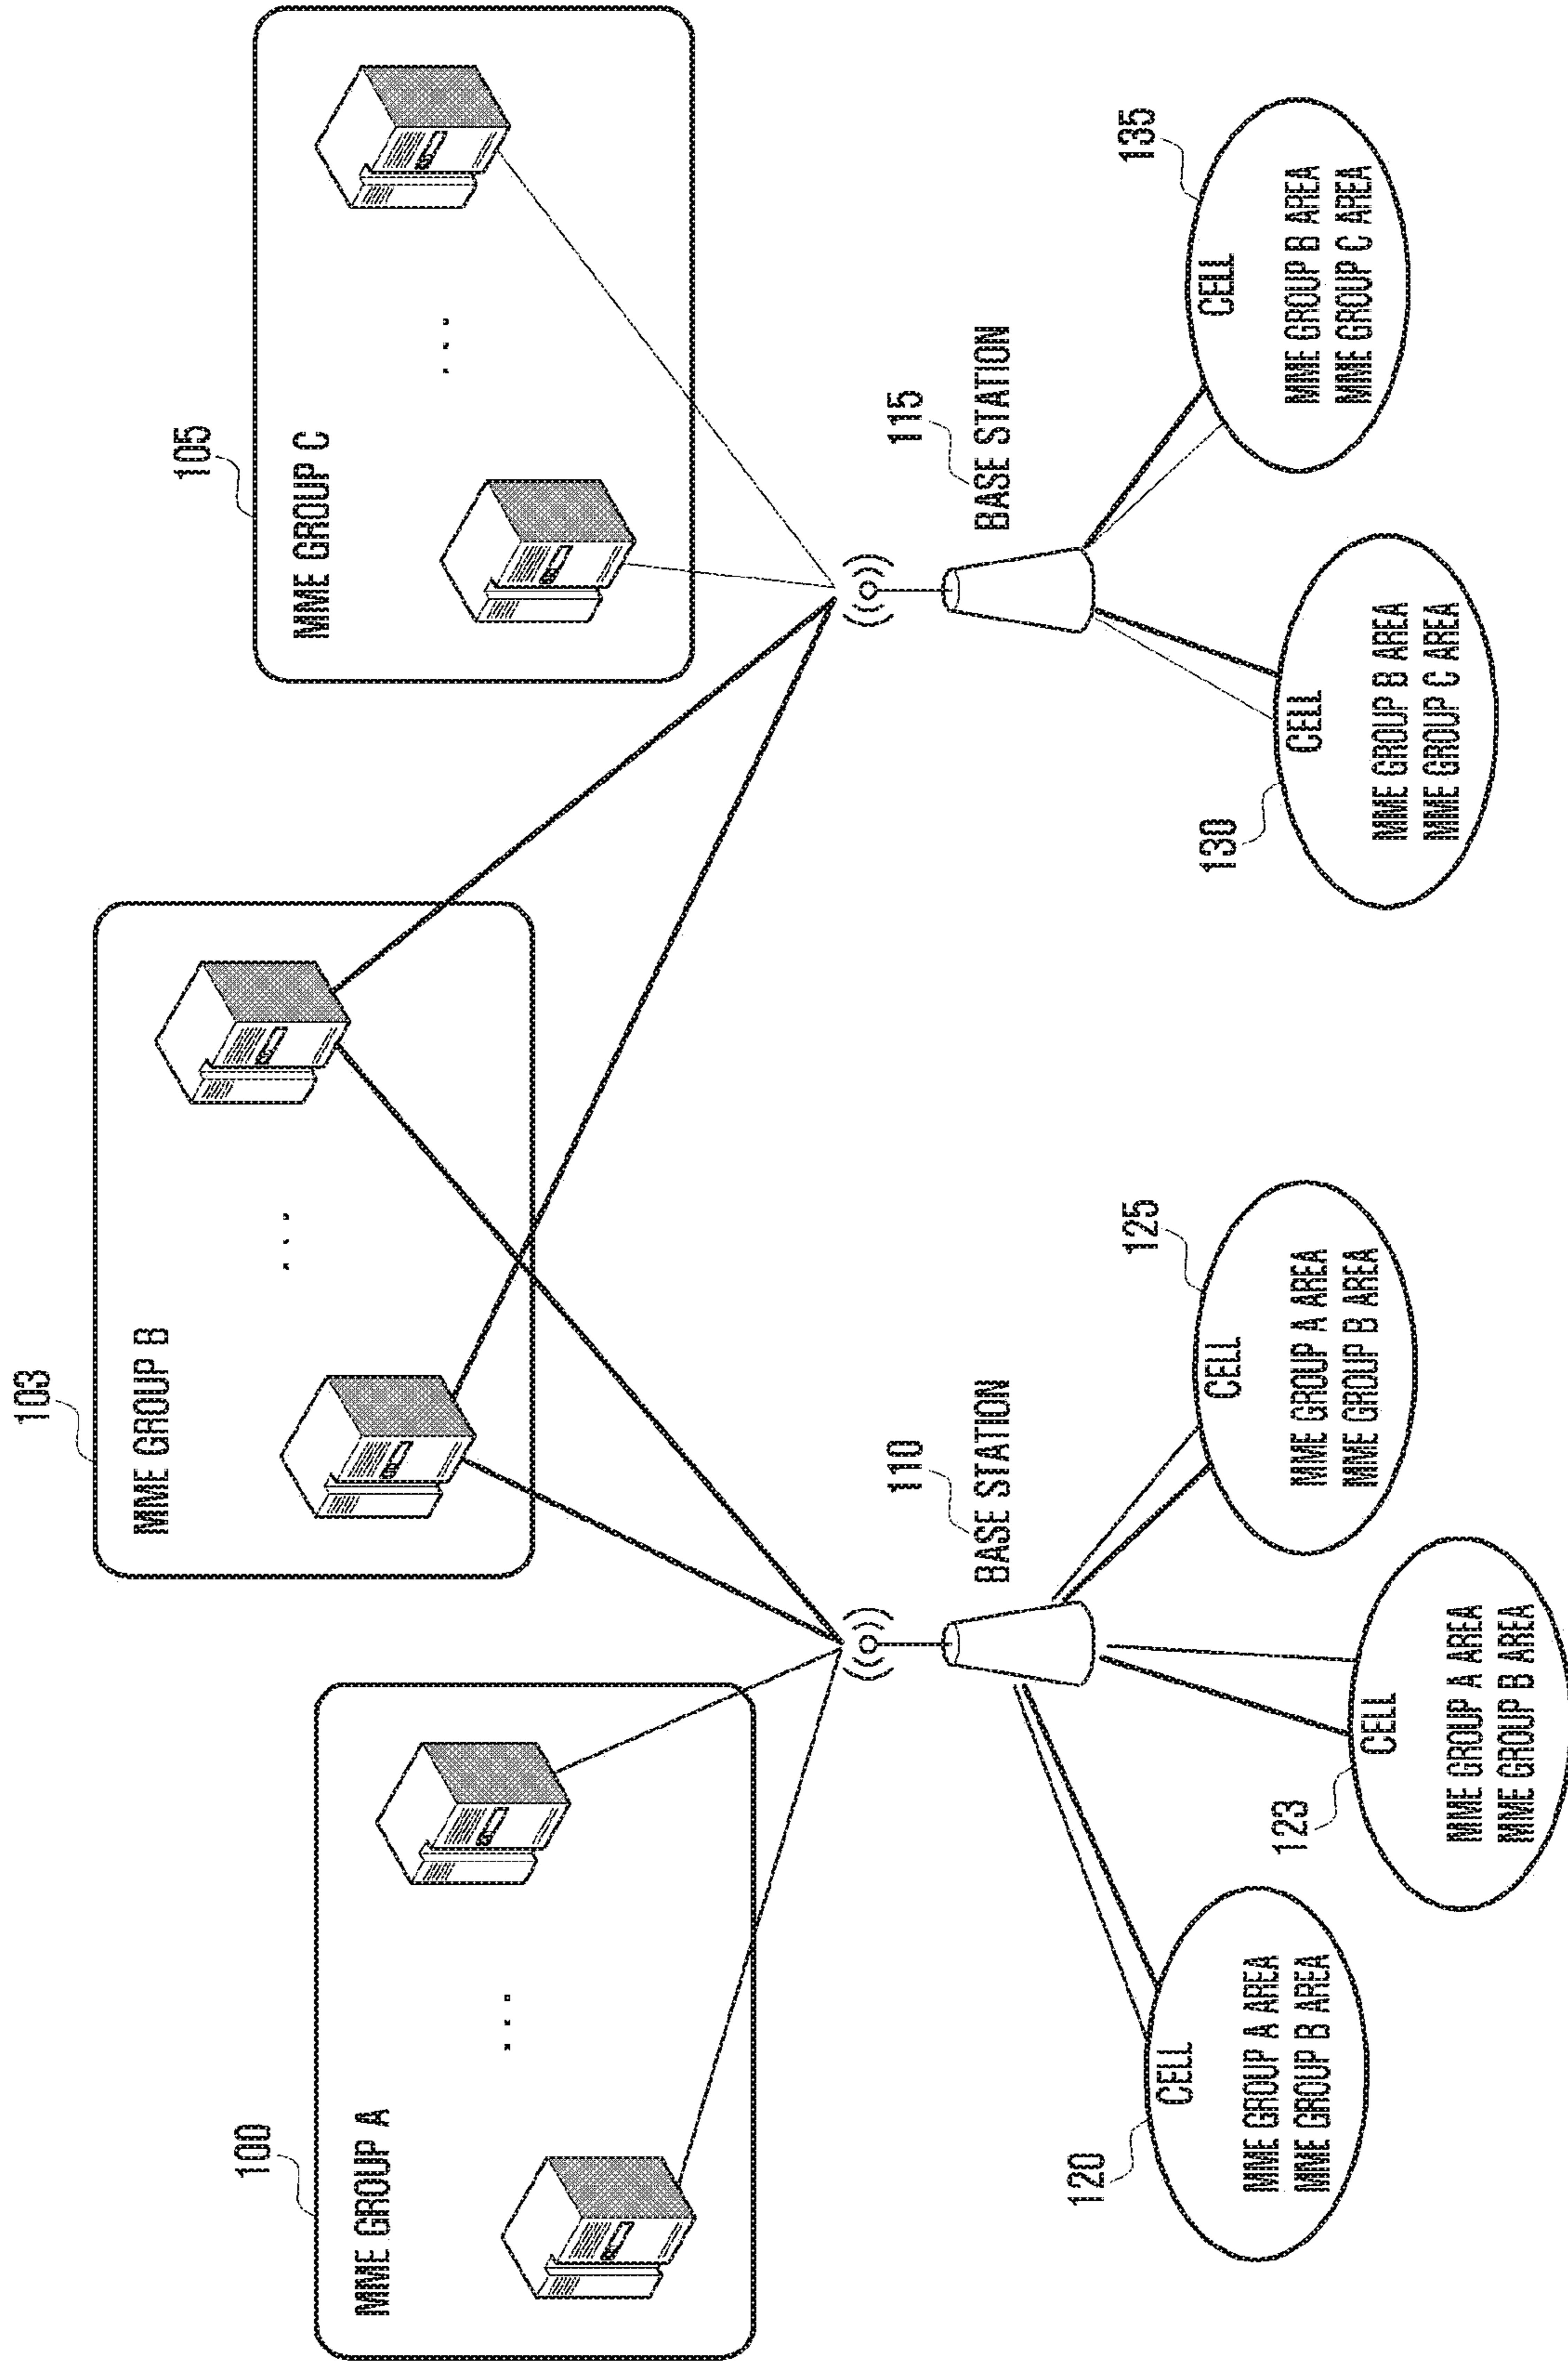 103
MME GROUP B
. . .
105
MME GROUP C
. . .
100
MME GROUP A
. . .
110
BASE STATION
115
BASE STATION
120
CELL
MME GROUP A AREA
MME GROUP B AREA
123
CELL
MME GROUP A AREA
MME GROUP B AREA
125
CELL
MME GROUP A AREA
MME GROUP B AREA
130
CELL
MME GROUP B AREA
MME GROUP C AREA
135
CELL
MME GROUP B AREA
MME GROUP C AREA